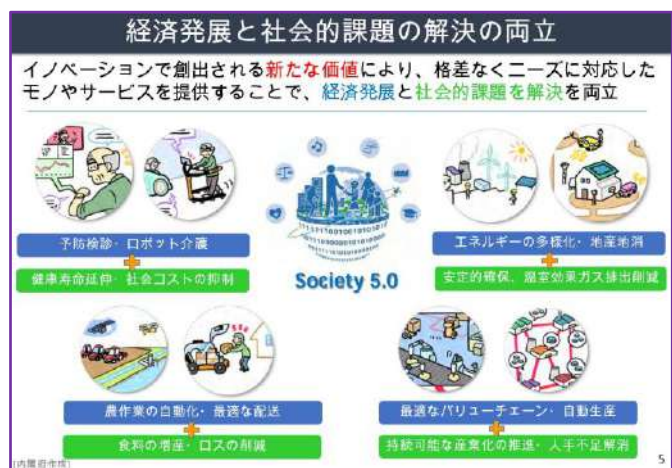 経済発展と社会的課題の解決の両立
イノベーションで創出される新たな価値により、格差なくニーズに対応した
モノやサービスを提供することで、経済発展と社会的課題を解決を両立
予防検診・ロボット介護
健康寿命延伸・社会コストの抑制
エネルギーの多様化・地産地消
安定的確保、温室効果ガス排出削減
Society 5.0
農作業の自動化・最適な配送
食料の増産・ロスの削減
最適なバリューチェーン・自動生産
持続可能な産業化の推進・人手不足解消
[内閣府作成]
5